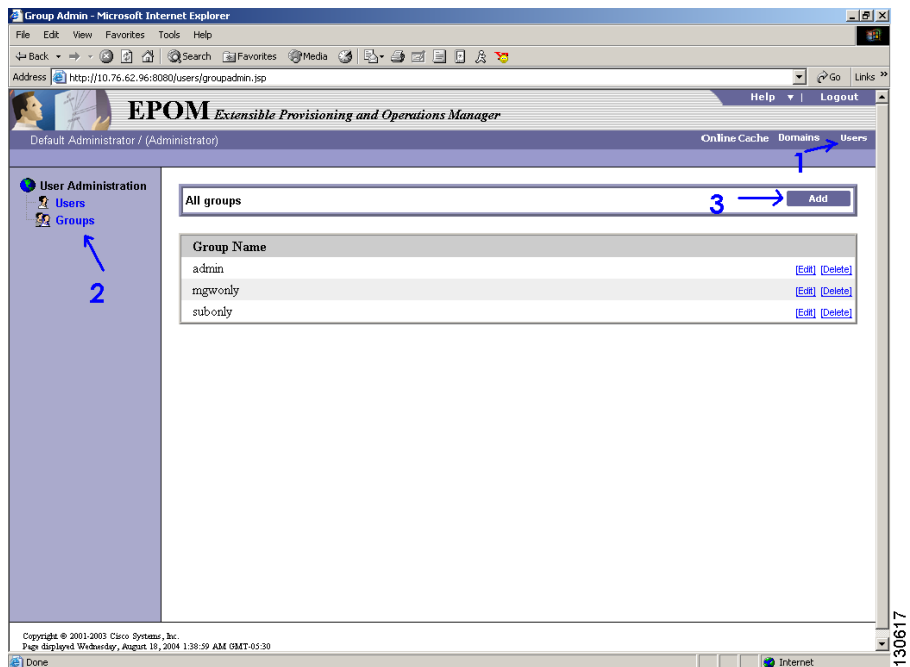 Group Admin - Microsoft Internet Explorer
File Edit View Favorites Tools Help
Back Search Favorites Media
Address http://10.76.62.96:8080/users/groupadmin.jsp Go Links »
Help | Logout
EPOM Extensible Provisioning and Operations Manager
Default Administrator / (Administrator) Online Cache Domains Users
1
User Administration
Users
Groups
2
All groups 3 Add
Group Name
admin [Edit] [Delete]
mgwonly [Edit] [Delete]
subonly [Edit] [Delete]
Copyright © 2001-2003 Cisco Systems, Inc.
Page displayed Wednesday, August 18, 2004 1:38:59 AM GMT-05:30
Done Internet
130617